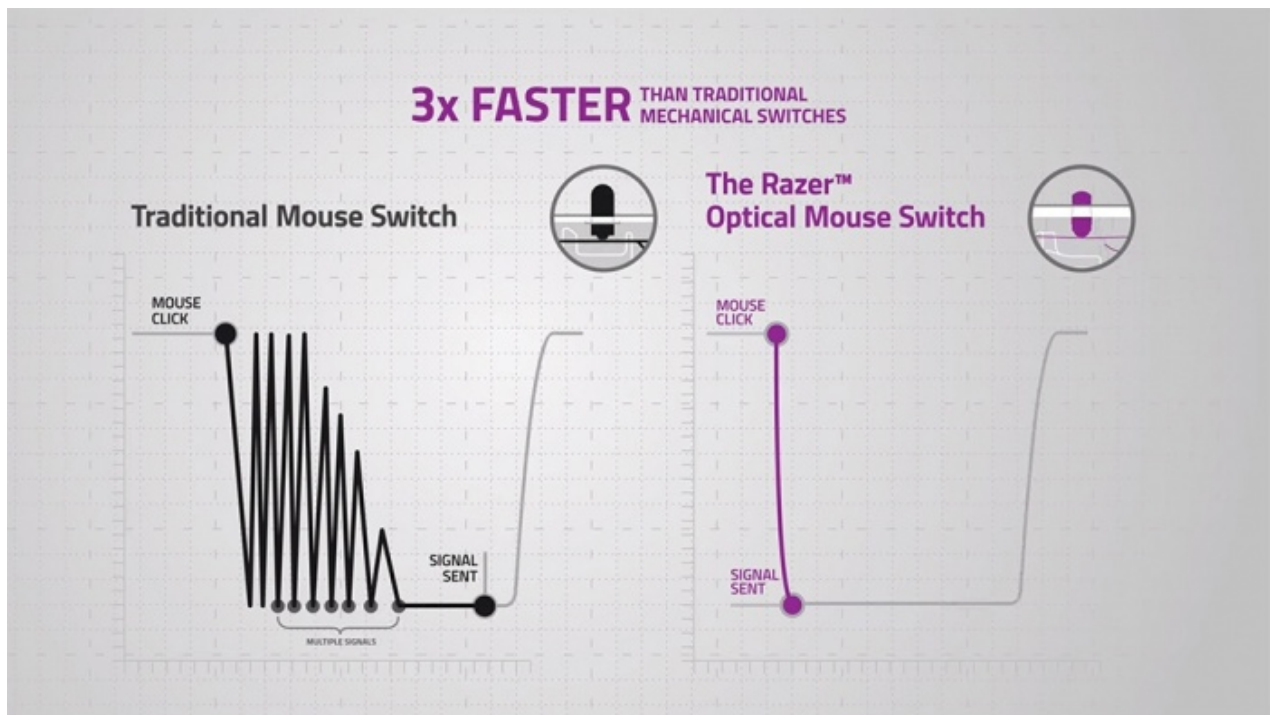 3x FASTER THAN TRADITIONAL
MECHANICAL SWITCHES
Traditional Mouse Switch
MOUSE
CLICK
SIGNAL
SENT
MULTIPLE SIGNALS
The Razer™
Optical Mouse Switch
MOUSE
CLICK
SIGNAL
SENT